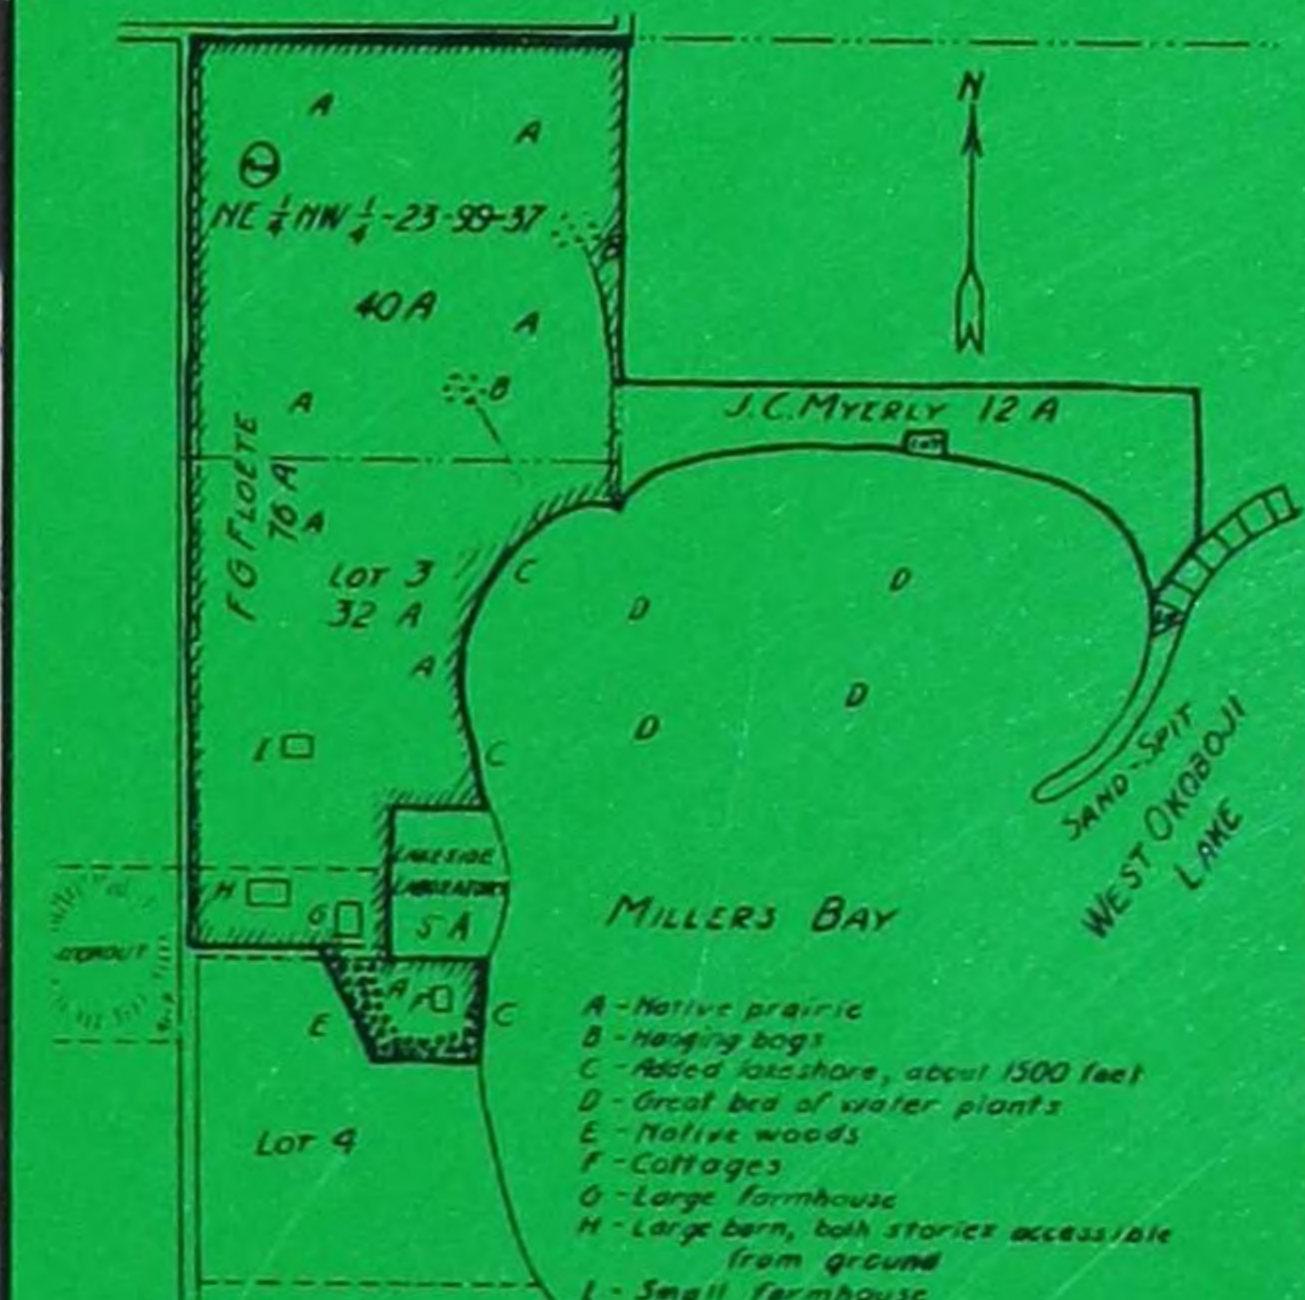 N
A
A
NE ¼ NW ¼ -23-99-37
B
40 A
A
B
A
J.C. MYERLY 12 A
F G FLOETE
76 A
A
LOT 3
32 A
A
C
D
D
D
D
I
C
SAND-SPIT
WEST OKOBOJI
LAKE
LAKESIDE
LABORATORY
5 A
H
G
MILLERS BAY
A
F
C
E
LOT 4
A - Native prairie
B - Hanging bogs
C - Added lakeshore, about 1500 feet
D - Great bed of water plants
E - Native woods
F - Cottages
G - Large farmhouse
H - Large barn, both stories accessible
from ground
I - Small farmhouse